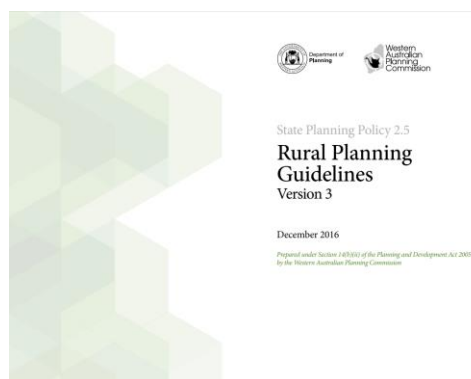 Department of
Planning
Western
Australian
Planning
Commission
State Planning Policy 2.5
Rural Planning
Guidelines
Version 3
December 2016
Prepared under Section 14(b)(ii) of the Planning and Development Act 2005
by the Western Australian Planning Commission